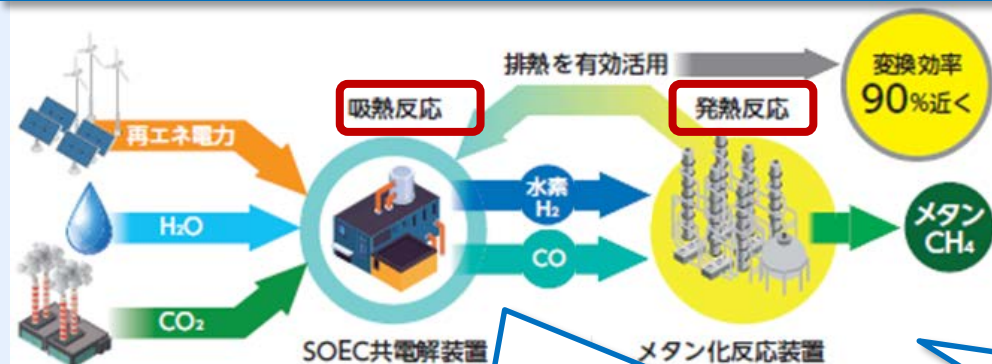 排熱を有効活用
変換効率
90%近く
吸熱反応
発熱反応
再エネ電力
水素
H₂
H₂O
メタン
CH₄
CO
CO₂
SOEC共電解装置
メタン化反応装置